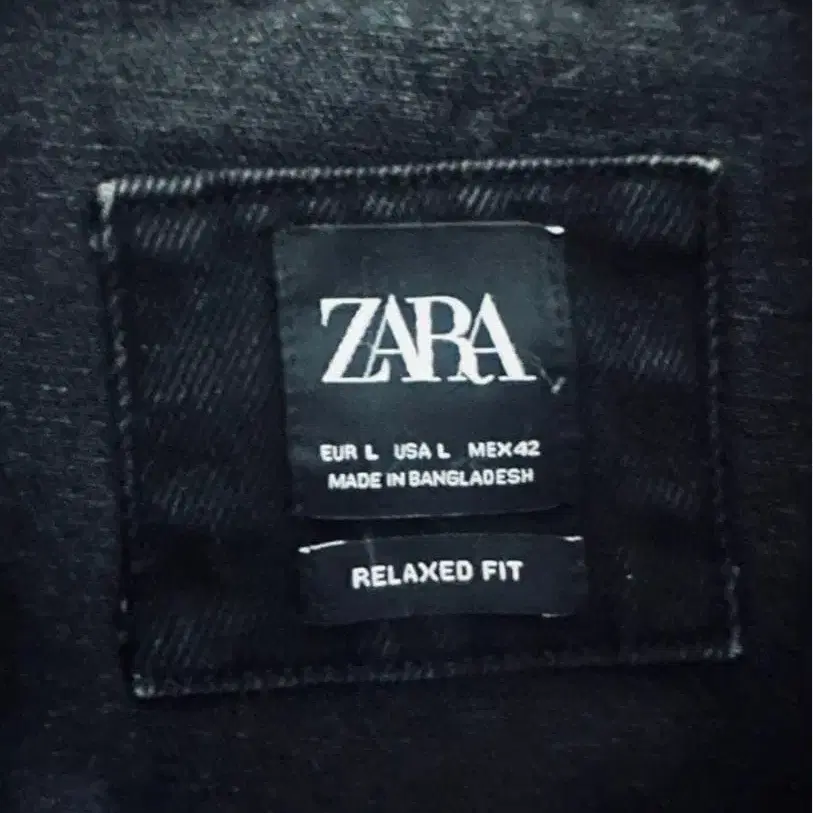 ZARA
EUR L USA L MEX42
MADE IN BANGLADESH
RELAXED FIT